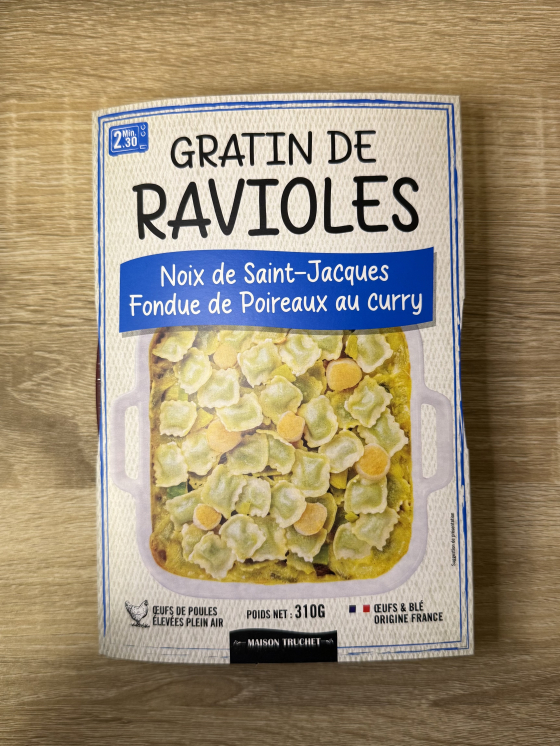 2 Min. 30
GRATIN DE
RAVIOLES
Noix de Saint-Jacques
Fondue de Poireaux au curry
Suggestion de présentation
ŒUFS DE POULES
ÉLEVÉES PLEIN AIR
POIDS NET : 310G
ŒUFS & BLÉ
ORIGINE FRANCE
MAISON TRUCHET